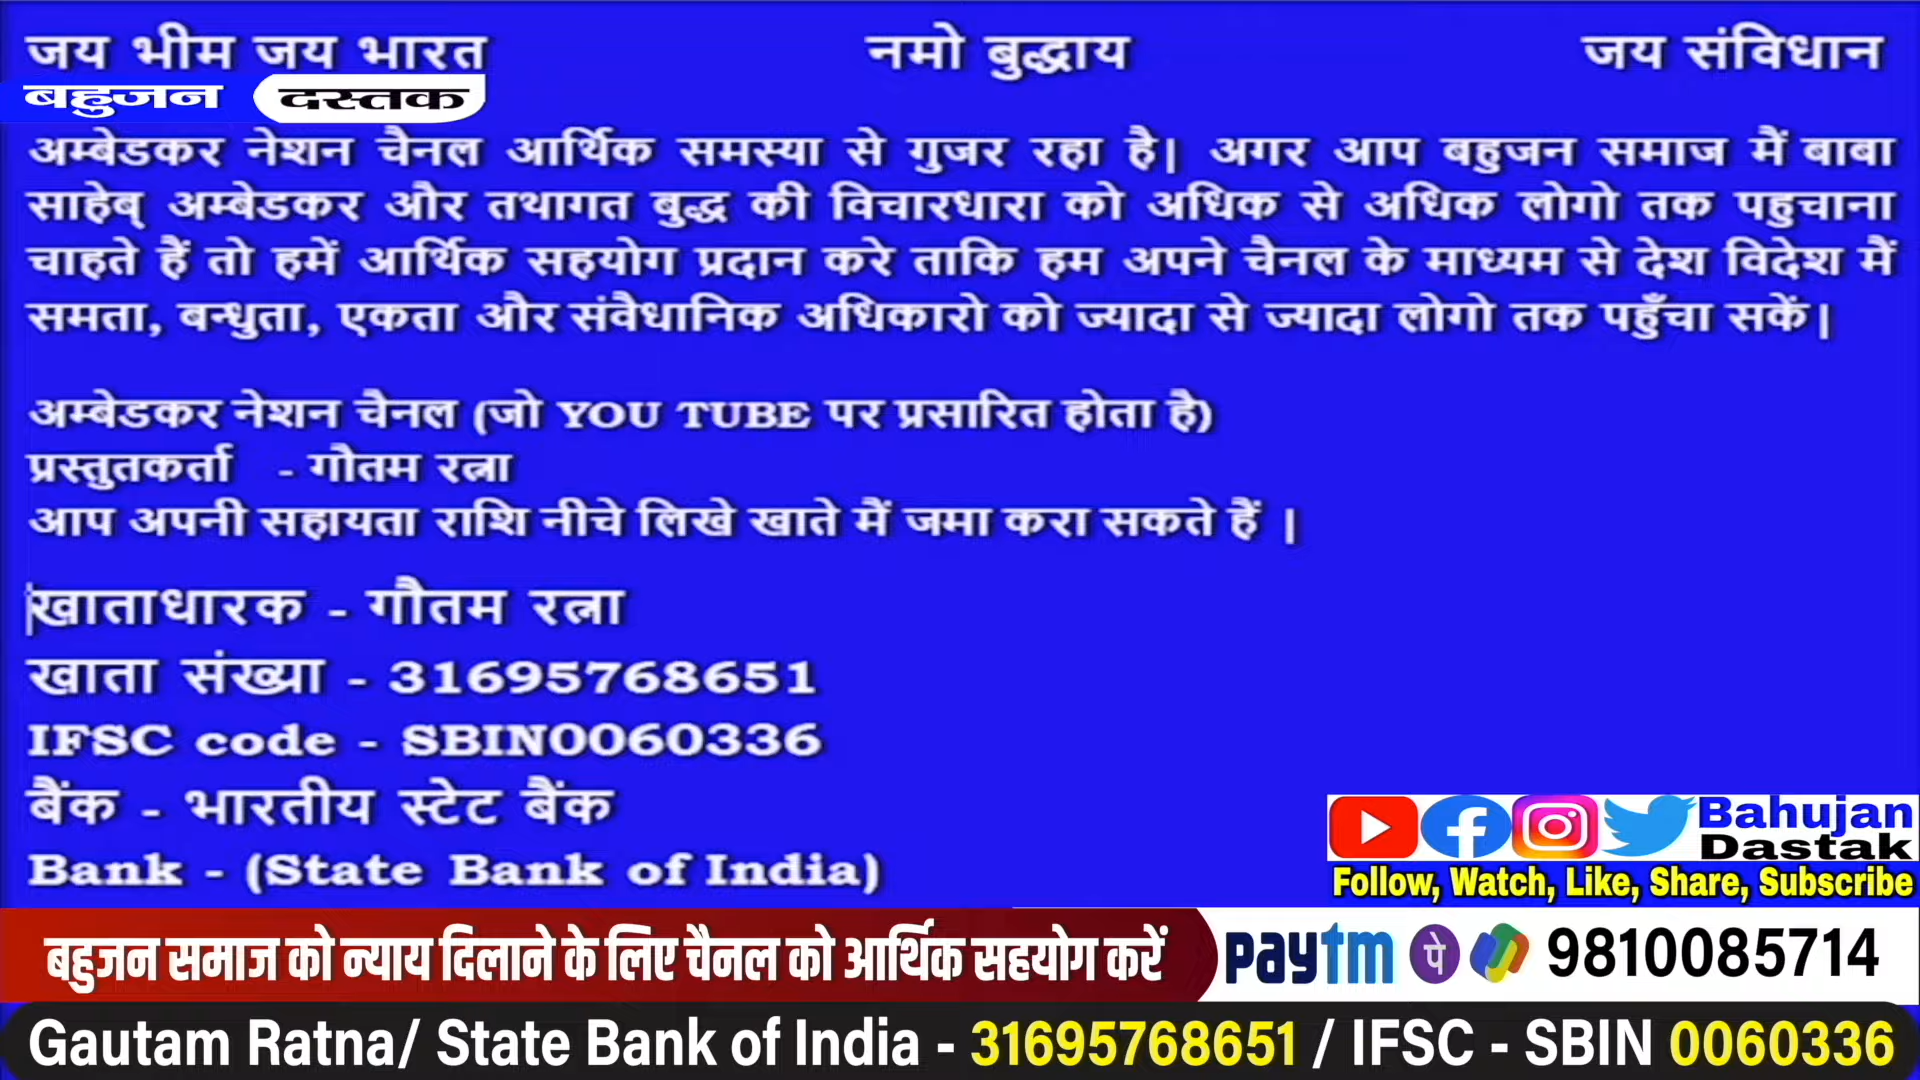 जय भीम जय भारत नमो बुद्धाय जय संविधान
बहुजन दस्तक
अम्बेडकर नेशन चैनल आर्थिक समस्या से गुजर रहा है| अगर आप बहुजन समाज मैं बाबा
साहेब् अम्बेडकर और तथागत बुद्ध की विचारधारा को अधिक से अधिक लोगो तक पहुचाना
चाहते हैं तो हमें आर्थिक सहयोग प्रदान करे ताकि हम अपने चैनल के माध्यम से देश विदेश मैं
समता, बन्धुता, एकता और संवैधानिक अधिकारो को ज्यादा से ज्यादा लोगो तक पहुँचा सकें|
अम्बेडकर नेशन चैनल (जो YOU TUBE पर प्रसारित होता है)
प्रस्तुतकर्ता - गौतम रत्ना
आप अपनी सहायता राशि नीचे लिखे खाते मैं जमा करा सकते हैं |
खाताधारक - गौतम रत्ना
खाता संख्या - 31695768651
IFSC code - SBIN0060336
बैंक - भारतीय स्टेट बैंक
Bank - (State Bank of India)
Bahujan
Dastak
Follow, Watch, Like, Share, Subscribe
बहुजन समाज को न्याय दिलाने के लिए चैनल को आर्थिक सहयोग करें paytm पे 9810085714
Gautam Ratna/ State Bank of India - 31695768651 / IFSC - SBIN 0060336